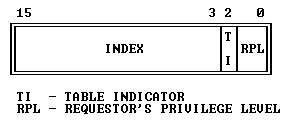 15 3 2 0
INDEX T I RPL
TI - TABLE INDICATOR
RPL - REQUESTOR'S PRIVILEGE LEVEL